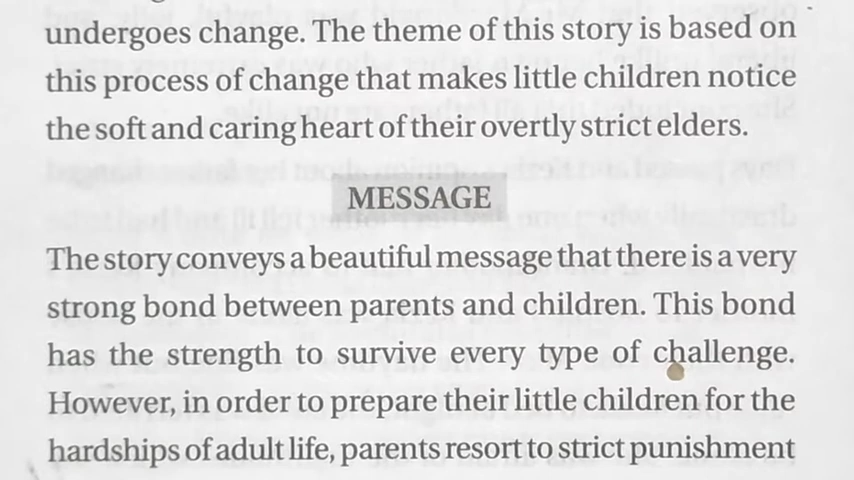 undergoes change. The theme of this story is based on
this process of change that makes little children notice
the soft and caring heart of their overtly strict elders.
MESSAGE
The story conveys a beautiful message that there is a very
strong bond between parents and children. This bond
has the strength to survive every type of challenge.
However, in order to prepare their little children for the
hardships of adult life, parents resort to strict punishment